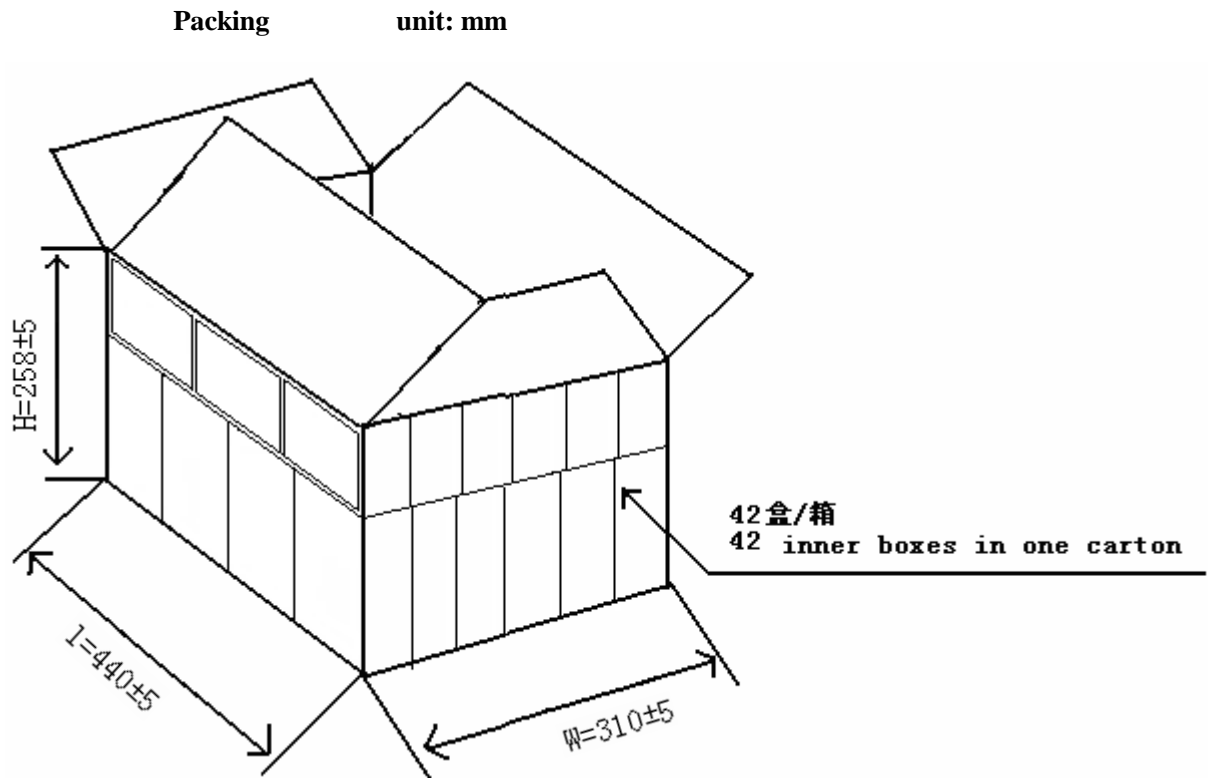 Packing unit: mm
H=258±5
42盒/箱
42 inner boxes in one carton
l=440±5
W=310±5